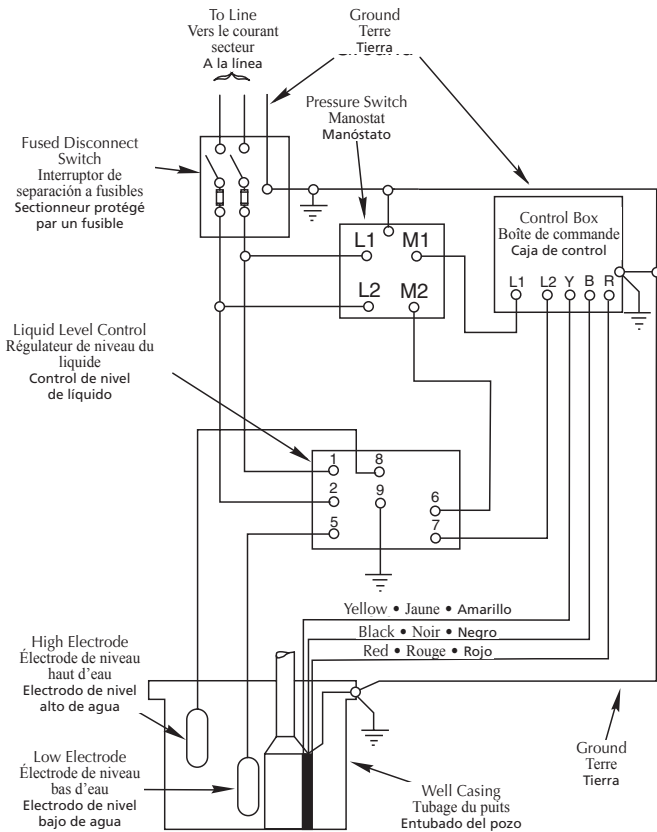 To Line
Vers le courant
secteur
A la línea
Ground
Terre
Tierra
Pressure Switch
Manostat
Manóstato
Fused Disconnect
Switch
Interruptor de
separación a fusibles
Sectionneur protégé
par un fusible
L1 M1
L2 M2
Control Box
Boîte de commande
Caja de control
L1 L2 Y B R
Liquid Level Control
Régulateur de niveau du
liquide
Control de nivel
de líquido
1
8
2
9
6
5
7
Yellow • Jaune • Amarillo
Black • Noir • Negro
Red • Rouge • Rojo
High Electrode
Électrode de niveau
haut d'eau
Electrodo de nivel
alto de agua
Low Electrode
Électrode de niveau
bas d'eau
Electrodo de nivel
bajo de agua
Well Casing
Tubage du puits
Entubado del pozo
Ground
Terre
Tierra